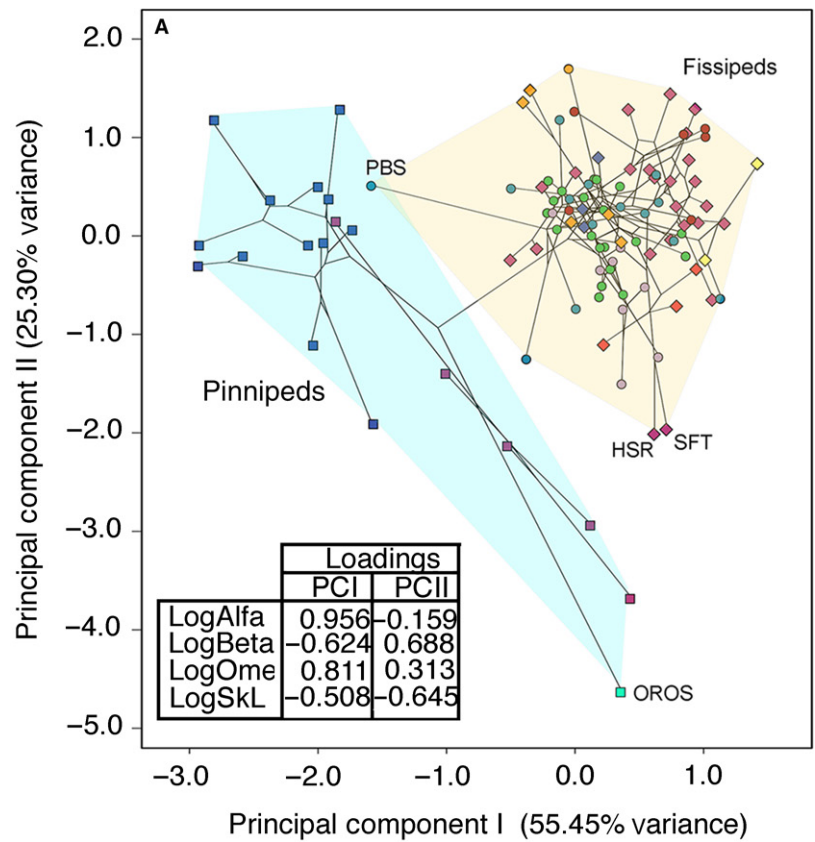 A
2.0
1.0
0.0
−1.0
−2.0
−3.0
−4.0
−5.0
Principal component II (25.30% variance)
Fissipeds
PBS
Pinnipeds
HSR
SFT
OROS
Loadings
PCI PCII
LogAlfa 0.956 −0.159
LogBeta −0.624 0.688
LogOme 0.811 0.313
LogSkL −0.508 −0.645
−3.0 −2.0 −1.0 0.0 1.0
Principal component I (55.45% variance)